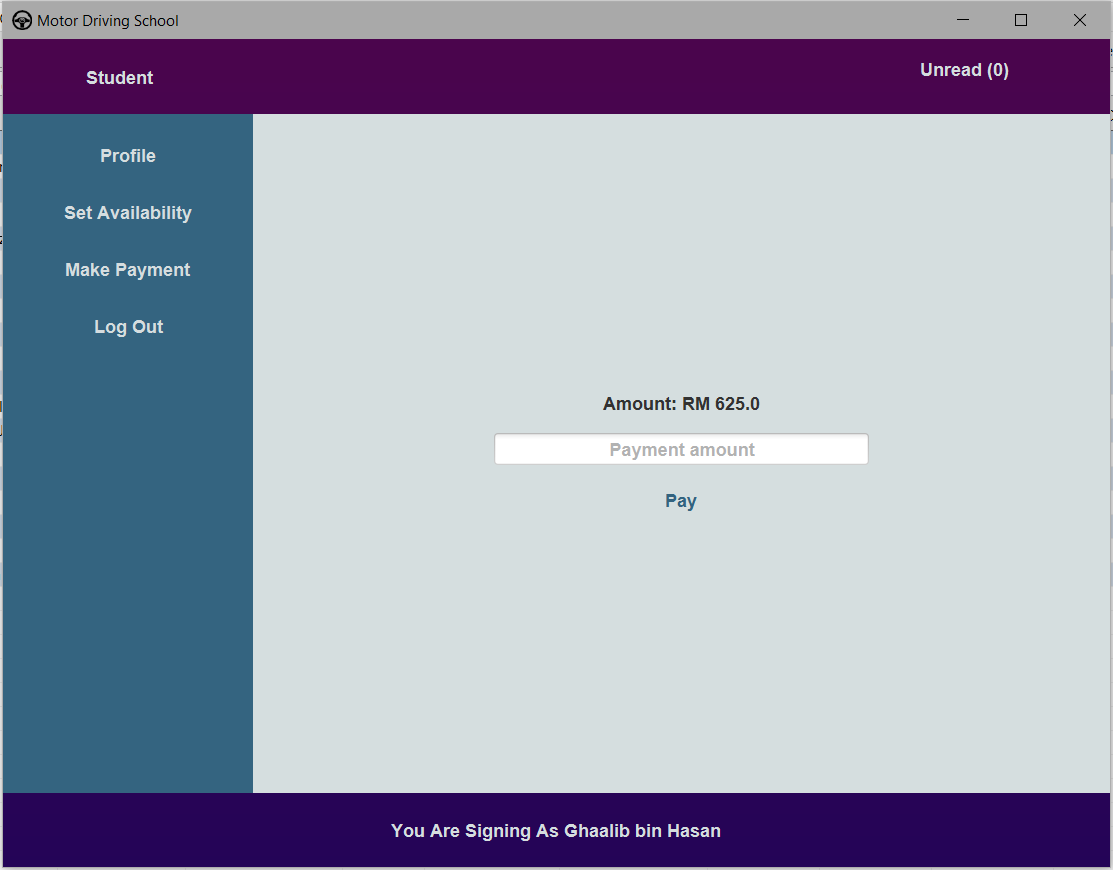 Motor Driving School
Student
Unread (0)
Profile
Set Availability
Make Payment
Log Out
Amount: RM 625.0
Payment amount
Pay
You Are Signing As Ghaalib bin Hasan